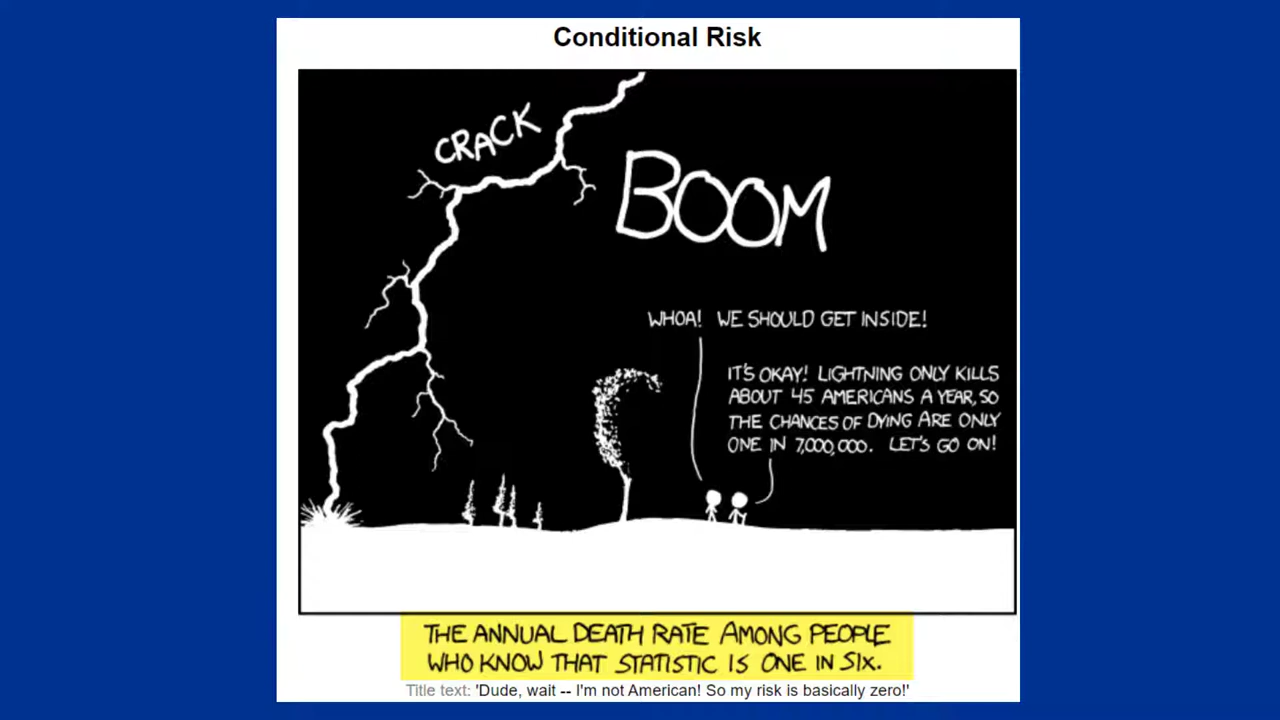 Conditional Risk
CRACK
BOOM
WHOA! WE SHOULD GET INSIDE!
IT'S OKAY! LIGHTNING ONLY KILLS
ABOUT 45 AMERICANS A YEAR, SO
THE CHANCES OF DYING ARE ONLY
ONE IN 7,000,000. LET'S GO ON!
THE ANNUAL DEATH RATE AMONG PEOPLE
WHO KNOW THAT STATISTIC IS ONE IN SIX.
Title text: 'Dude, wait -- I'm not American! So my risk is basically zero!'